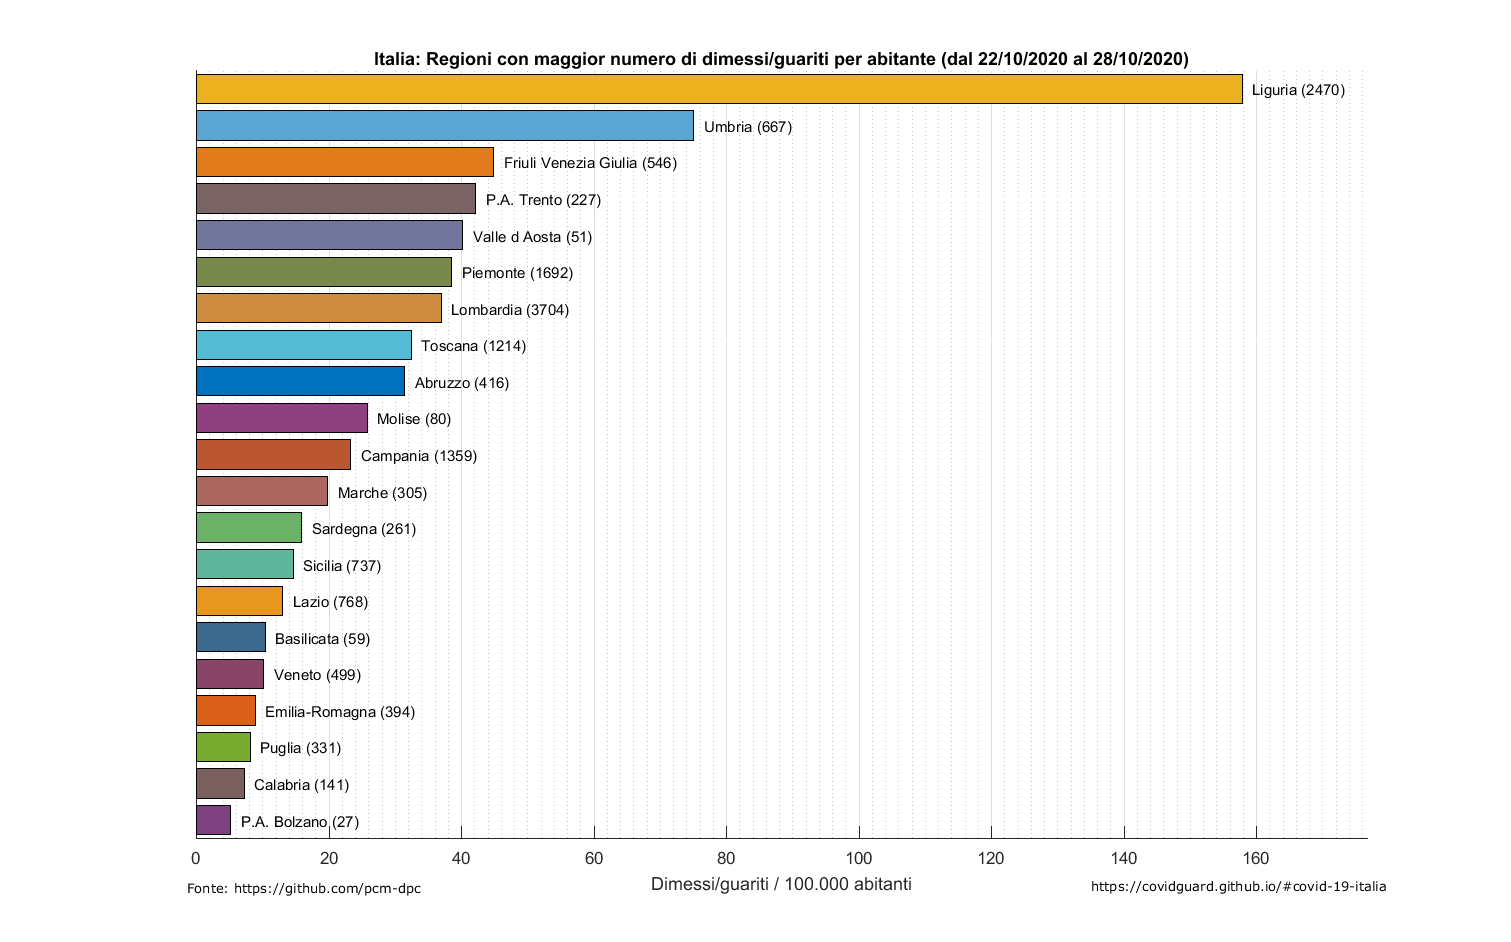 Italia: Regioni con maggior numero di dimessi/guariti per abitante (dal 22/10/2020 al 28/10/2020)
Liguria (2470)
Umbria (667)
Friuli Venezia Giulia (546)
P.A. Trento (227)
Valle d Aosta (51)
Piemonte (1692)
Lombardia (3704)
Toscana (1214)
Abruzzo (416)
Molise (80)
Campania (1359)
Marche (305)
Sardegna (261)
Sicilia (737)
Lazio (768)
Basilicata (59)
Veneto (499)
Emilia-Romagna (394)
Puglia (331)
Calabria (141)
P.A. Bolzano (27)
0 20 40 60 80 100 120 140 160
Dimessi/guariti / 100.000 abitanti
Fonte: https://github.com/pcm-dpc
https://covidguard.github.io/#covid-19-italia